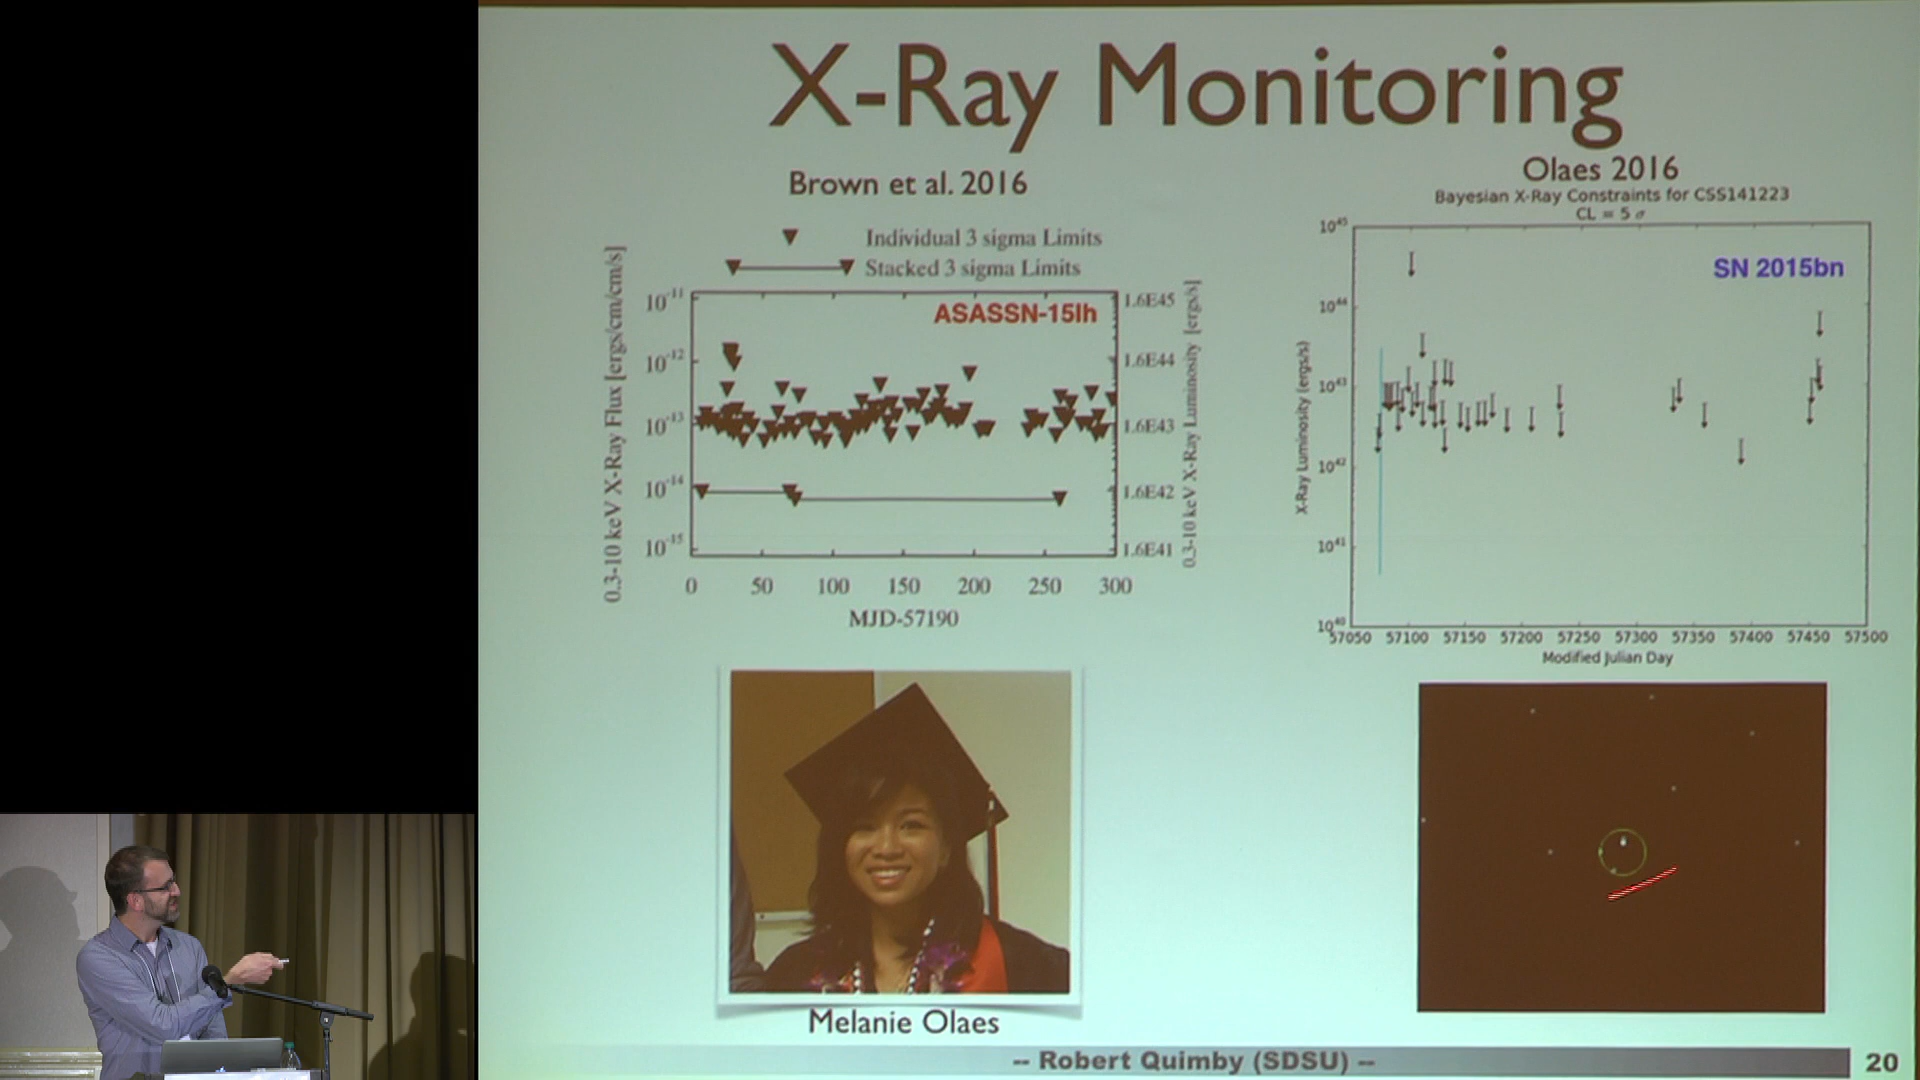 X-Ray Monitoring
Brown et al. 2016
Individual 3 sigma Limits
Stacked 3 sigma Limits
0.3-10 keV X-Ray Flux [ergs/cm/cm/s]
10⁻¹¹
10⁻¹²
10⁻¹³
10⁻¹⁴
10⁻¹⁵
ASASSN-15lh
1.6E45
1.6E44
1.6E43
1.6E42
1.6E41
0.3-10 keV X-Ray Luminosity [ergs/s]
0 50 100 150 200 250 300
MJD-57190
Olaes 2016
Bayesian X-Ray Constraints for CSS141223
CL = 5 σ
SN 2015bn
X-Ray Luminosity (ergs/s)
10⁴⁵
10⁴⁴
10⁴³
10⁴²
10⁴¹
10⁴⁰
57050 57100 57150 57200 57250 57300 57350 57400 57450 57500
Modified Julian Day
Melanie Olaes
-- Robert Quimby (SDSU) --
20